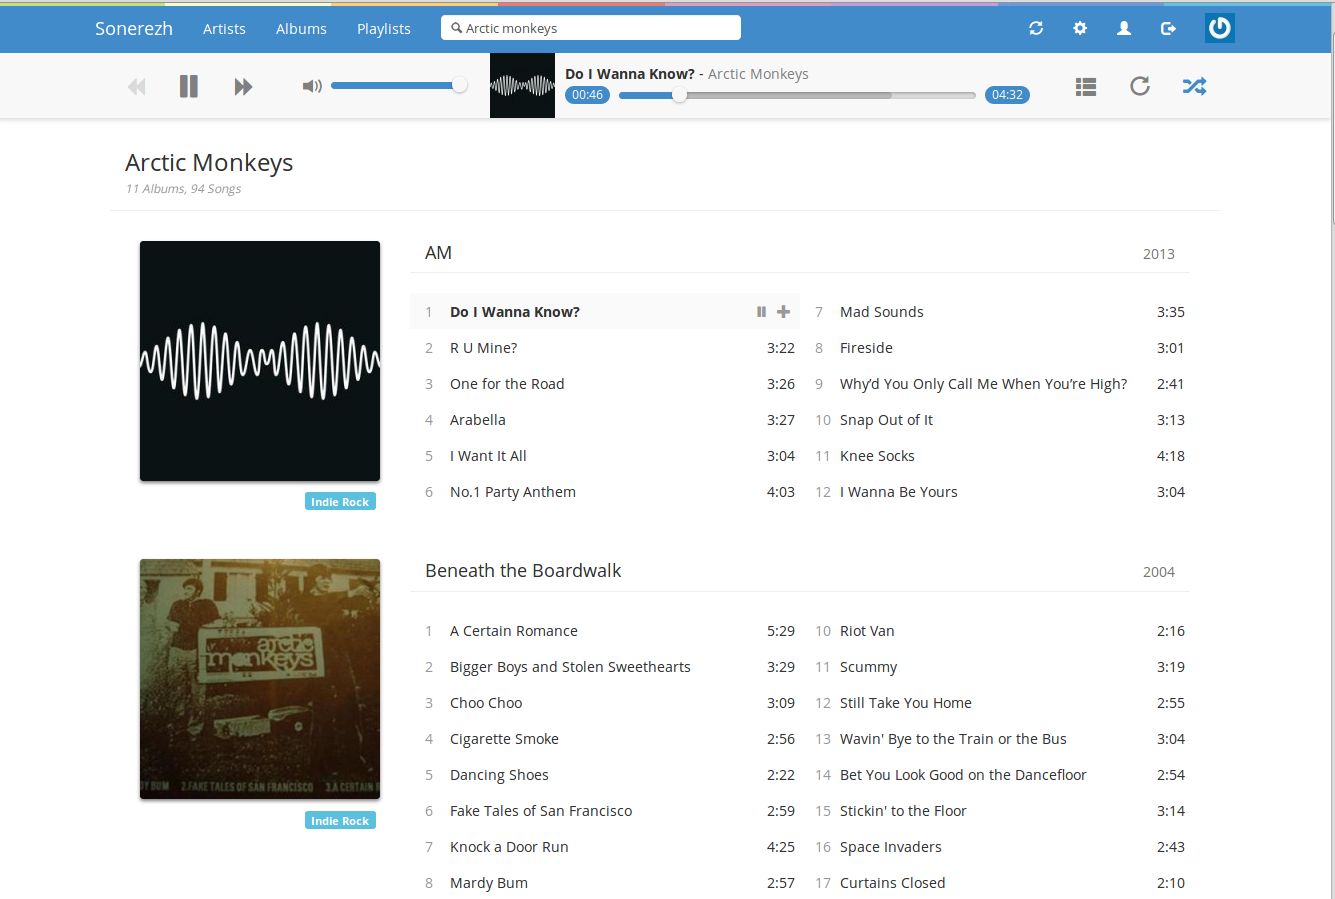 Sonerezh Artists Albums Playlists Arctic monkeys
Do I Wanna Know? - Arctic Monkeys
00:46 04:32
Arctic Monkeys
11 Albums, 94 Songs
AM 2013
1 Do I Wanna Know? 7 Mad Sounds 3:35
2 R U Mine? 3:22 8 Fireside 3:01
3 One for the Road 3:26 9 Why’d You Only Call Me When You’re High? 2:41
4 Arabella 3:27 10 Snap Out of It 3:13
5 I Want It All 3:04 11 Knee Socks 4:18
6 No.1 Party Anthem 4:03 12 I Wanna Be Yours 3:04
Indie Rock
Beneath the Boardwalk 2004
arctic
monkeys
DY BUM 2.FAKE TALES OF SAN FRANCISCO 3.A CERTAIN
1 A Certain Romance 5:29 10 Riot Van 2:16
2 Bigger Boys and Stolen Sweethearts 3:29 11 Scummy 3:19
3 Choo Choo 3:09 12 Still Take You Home 2:55
4 Cigarette Smoke 2:56 13 Wavin' Bye to the Train or the Bus 3:04
5 Dancing Shoes 2:22 14 Bet You Look Good on the Dancefloor 2:54
6 Fake Tales of San Francisco 2:59 15 Stickin' to the Floor 3:14
7 Knock a Door Run 4:25 16 Space Invaders 2:43
8 Mardy Bum 2:57 17 Curtains Closed 2:10
Indie Rock